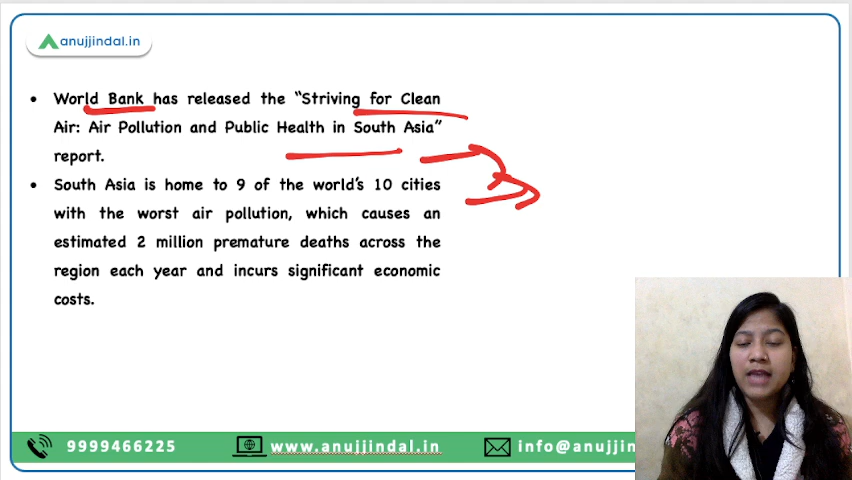 anujjindal.in
• World Bank has released the “Striving for Clean
Air: Air Pollution and Public Health in South Asia”
report.
• South Asia is home to 9 of the world’s 10 cities
with the worst air pollution, which causes an
estimated 2 million premature deaths across the
region each year and incurs significant economic
costs.
9999466225
www.anujjindal.in
info@anujjin